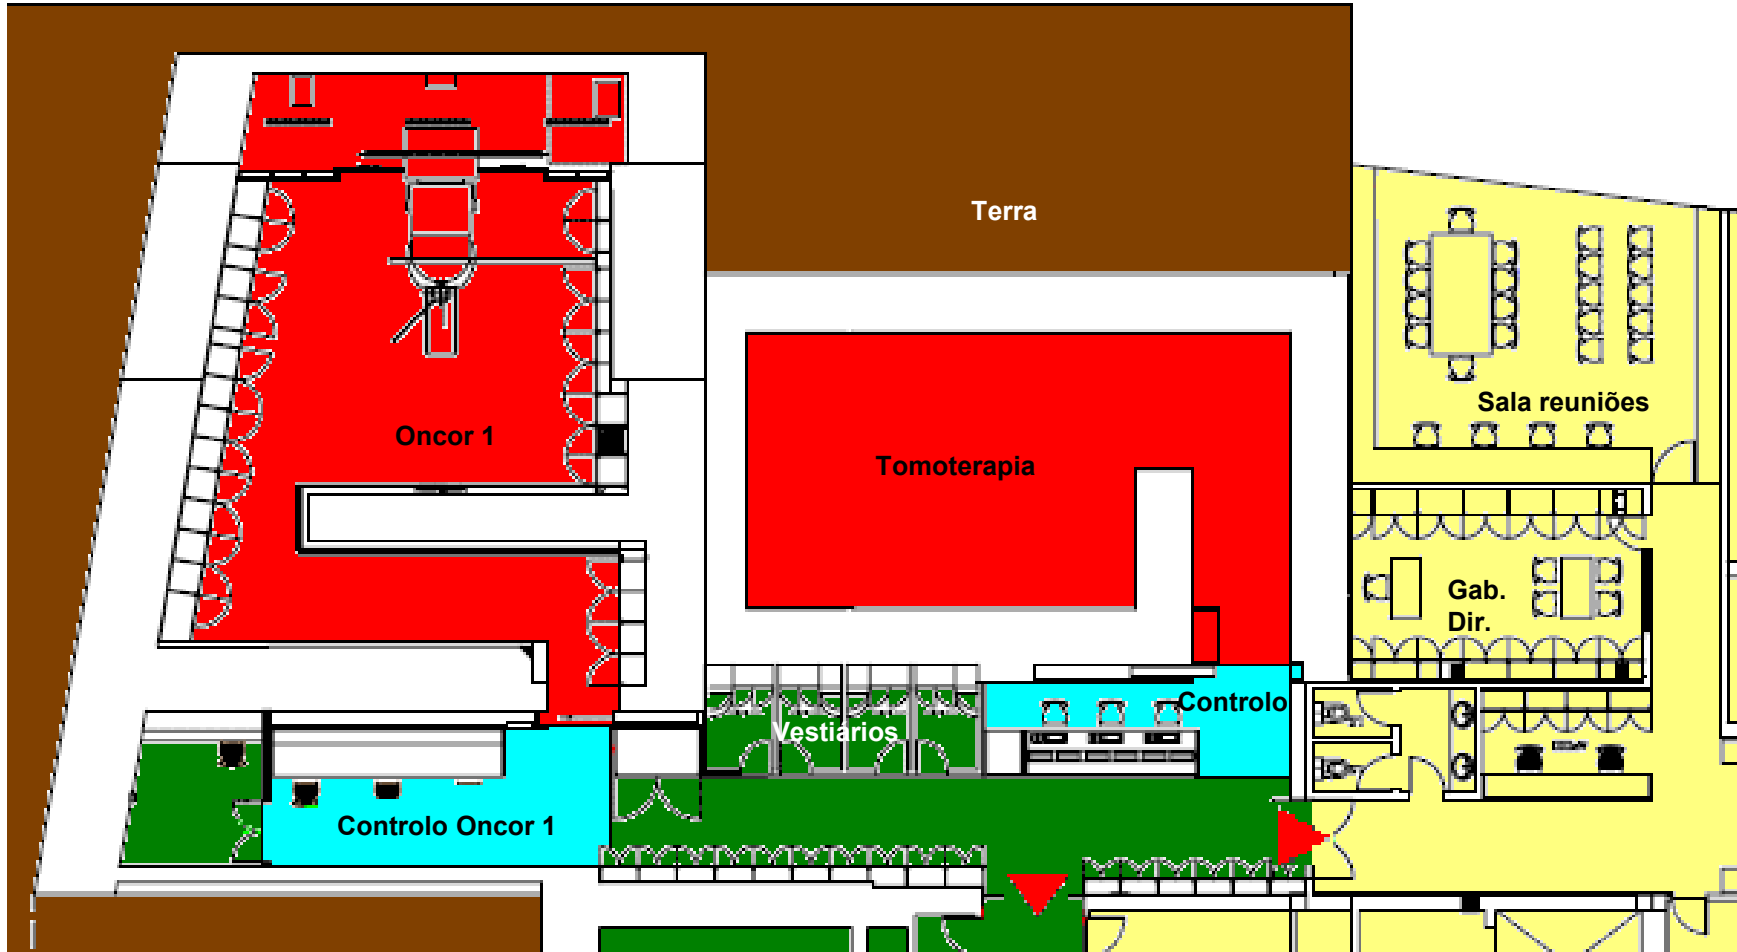 Terra
Sala reuniões
Oncor 1
Tomoterapia
Gab.
Dir.
Controlo
Vestiários
Controlo Oncor 1